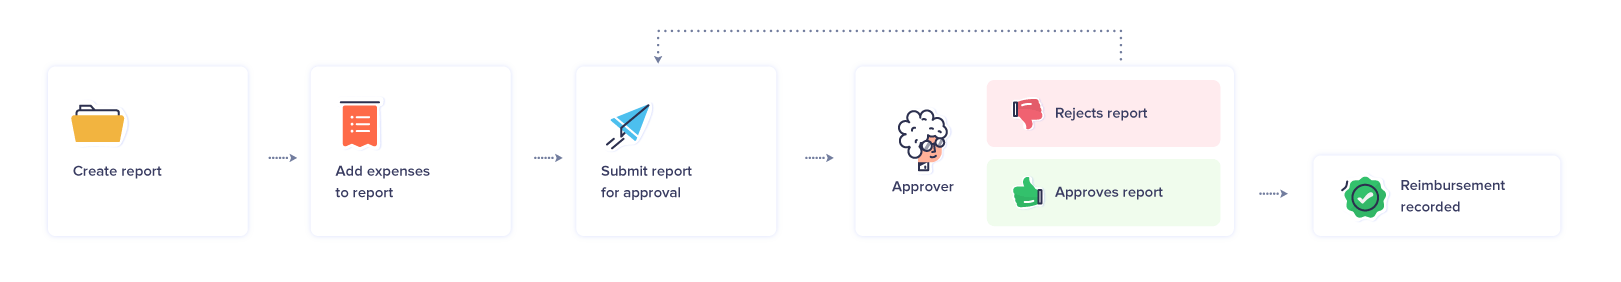 Create report
Add expenses
to report
Submit report
for approval
Approver
Rejects report
Approves report
Reimbursement
recorded